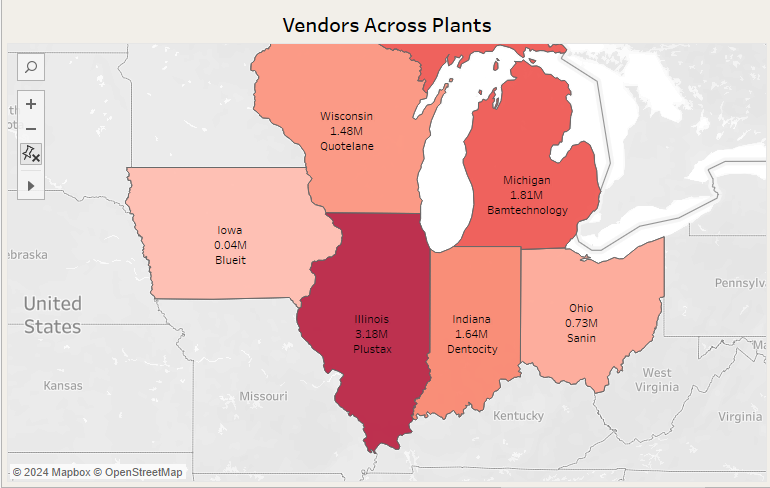 Vendors Across Plants
Wisconsin
1.48M
Quotelane
Michigan
1.81M
Bamtechnology
Iowa
0.04M
Blueit
ebraska
United
States
Illinois
3.18M
Plustax
Indiana
1.64M
Dentocity
Ohio
0.73M
Sanin
Pennsylv
Kansas
Missouri
West
Virginia
Kentucky
Virginia
Ma
© 2024 Mapbox © OpenStreetMap